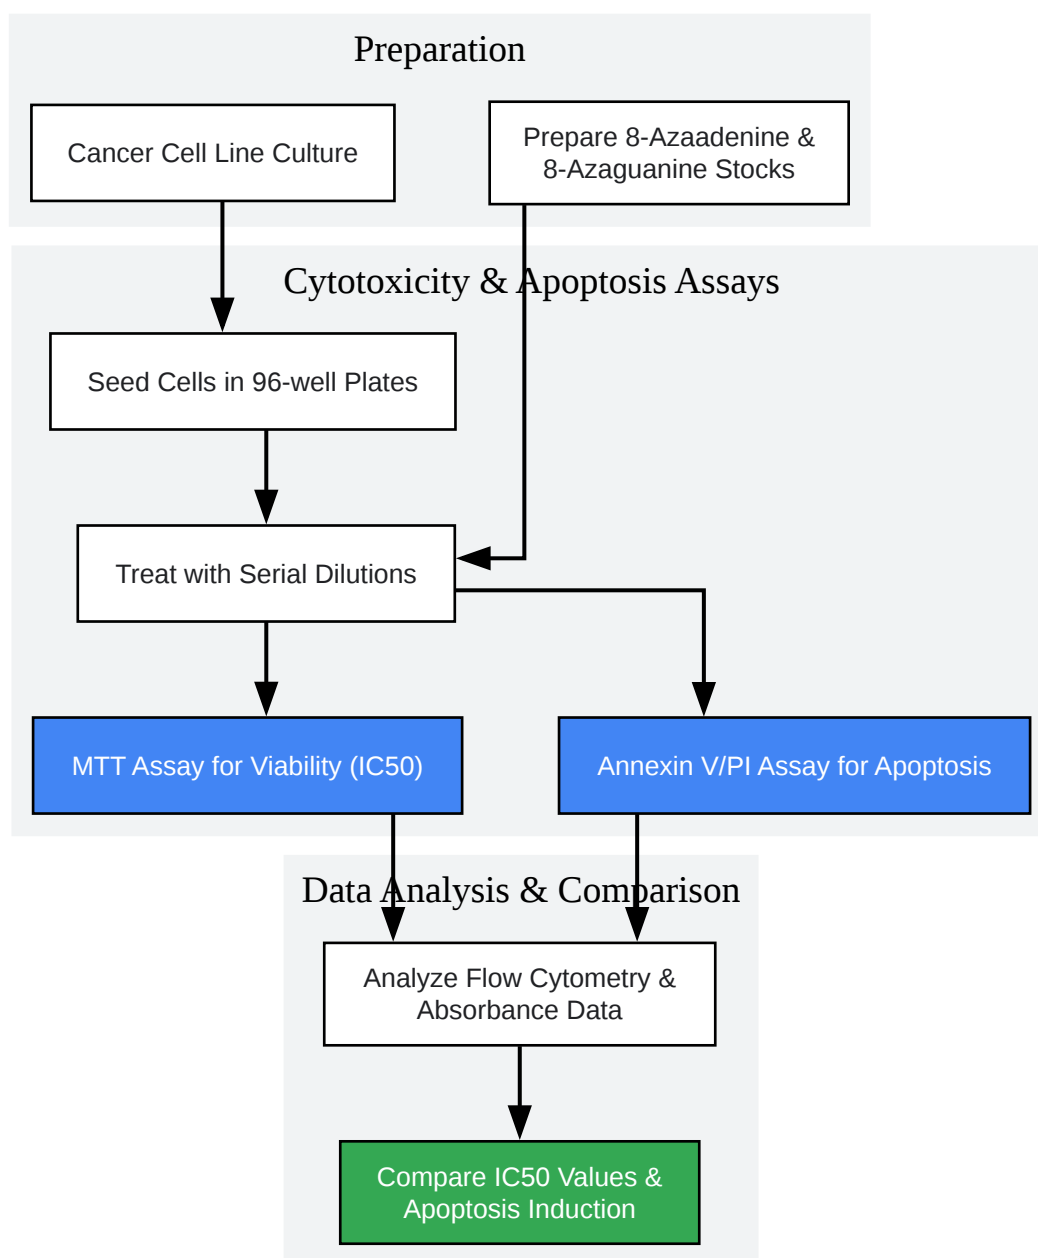 Preparation
Cancer Cell Line Culture
Prepare 8-Azaadenine &
8-Azaguanine Stocks
Cytotoxicity & Apoptosis Assays
Seed Cells in 96-well Plates
Treat with Serial Dilutions
MTT Assay for Viability (IC50)
Annexin V/PI Assay for Apoptosis
Data Analysis & Comparison
Analyze Flow Cytometry &
Absorbance Data
Compare IC50 Values &
Apoptosis Induction